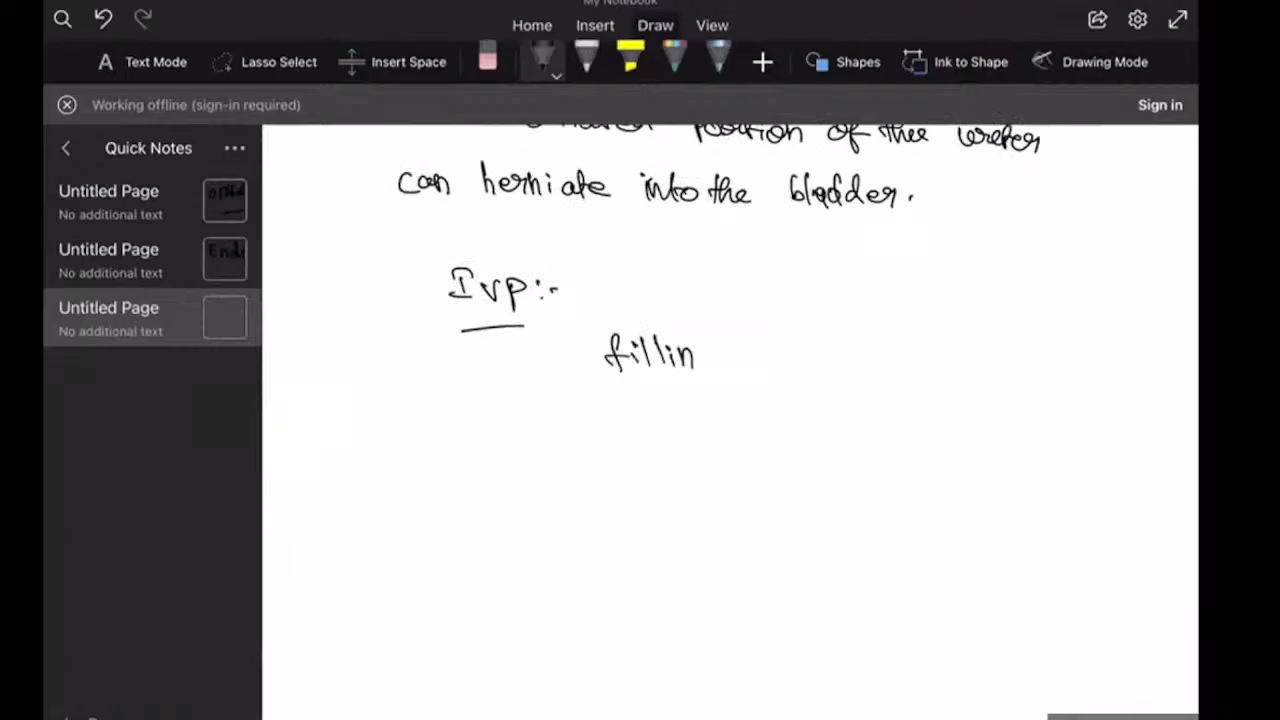 My Notebook
Home Insert Draw View
Text Mode Lasso Select Insert Space Shapes Ink to Shape Drawing Mode
Working offline (sign-in required) Sign in
Quick Notes
portion of the ureter
Untitled Page
No additional text
can herniate into the bladder.
Untitled Page
No additional text
IVP:-
Untitled Page
No additional text
fillin